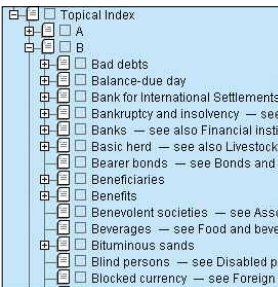 Topical Index
A
B
Bad debts
Balance-due day
Bank for International Settlements
Bankruptcy and insolvency — see
Banks — see also Financial insti
Basic herd — see also Livestock
Bearer bonds — see Bonds and
Beneficiaries
Benefits
Benevolent societies — see Asso
Beverages — see Food and beve
Bituminous sands
Blind persons — see Disabled p
Blocked currency — see Foreign